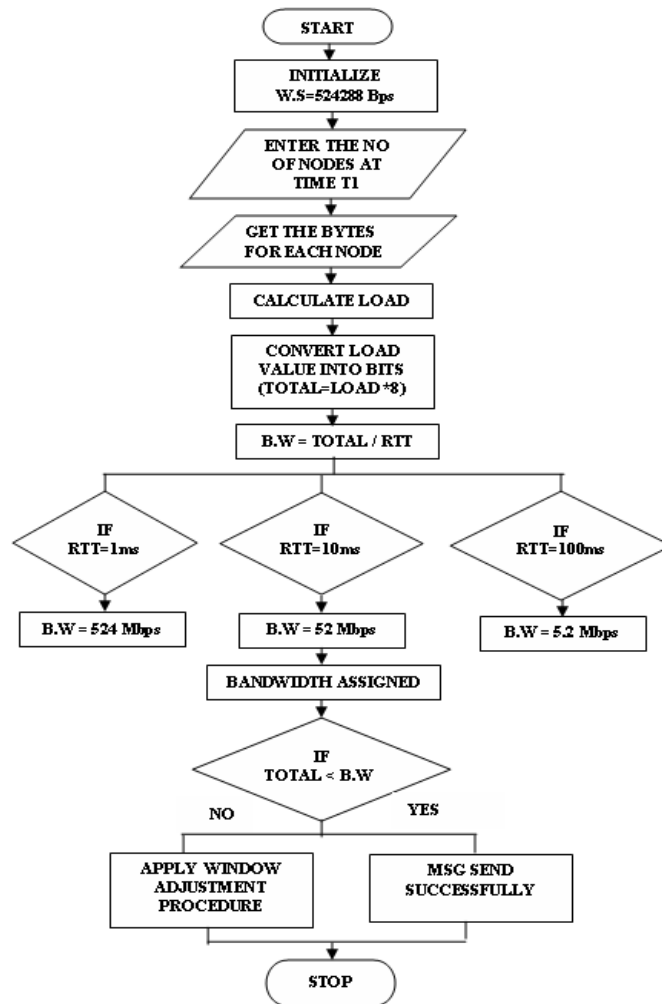 START
INITIALIZE
W.S=524288 Bps
ENTER THE NO
OF NODES AT
TIME T1
GET THE BYTES
FOR EACH NODE
CALCULATE LOAD
CONVERT LOAD
VALUE INTO BITS
(TOTAL=LOAD *8)
B.W = TOTAL / RTT
IF
RTT=1ms
IF
RTT=10ms
IF
RTT=100ms
B.W = 524 Mbps
B.W = 52 Mbps
B.W = 5.2 Mbps
BANDWIDTH ASSIGNED
IF
TOTAL < B.W
NO
YES
APPLY WINDOW
ADJUSTMENT
PROCEDURE
MSG SEND
SUCCESSFULLY
STOP